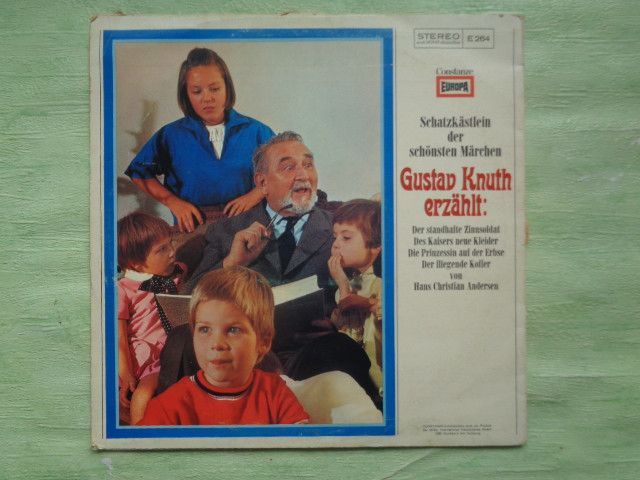 STEREO
E 264
Constanze
EUROPA
Schatzkästlein
der
schönsten Märchen
Gustav Knuth
erzählt:
Der standhafte Zinnsoldat
Des Kaisers neue Kleider
Die Prinzessin auf der Erbse
Der fliegende Koffer
von
Hans Christian Andersen